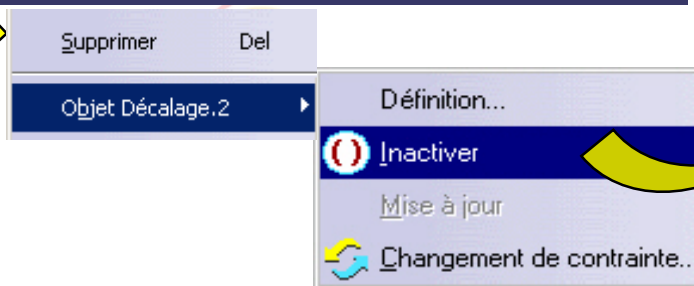 Supprimer Del
Objet Décalage.2
Définition...
Inactiver
Mise à jour
Changement de contrainte..